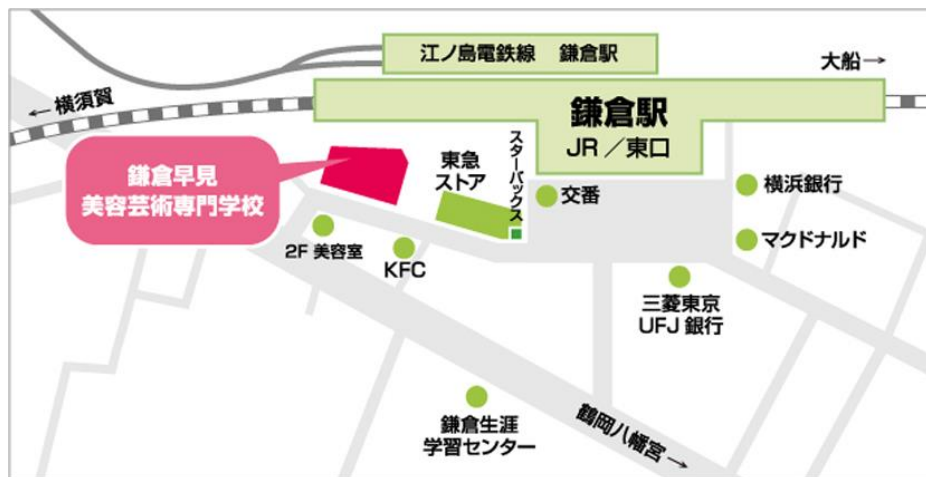 江ノ島電鉄線 鎌倉駅
大船→
←横須賀
鎌倉駅
JR/東口
鎌倉早見
美容芸術専門学校
東急
ストア
スターバックス
交番
横浜銀行
マクドナルド
2F 美容室
KFC
三菱東京
UFJ 銀行
鎌倉生涯
学習センター
鶴岡八幡宮→